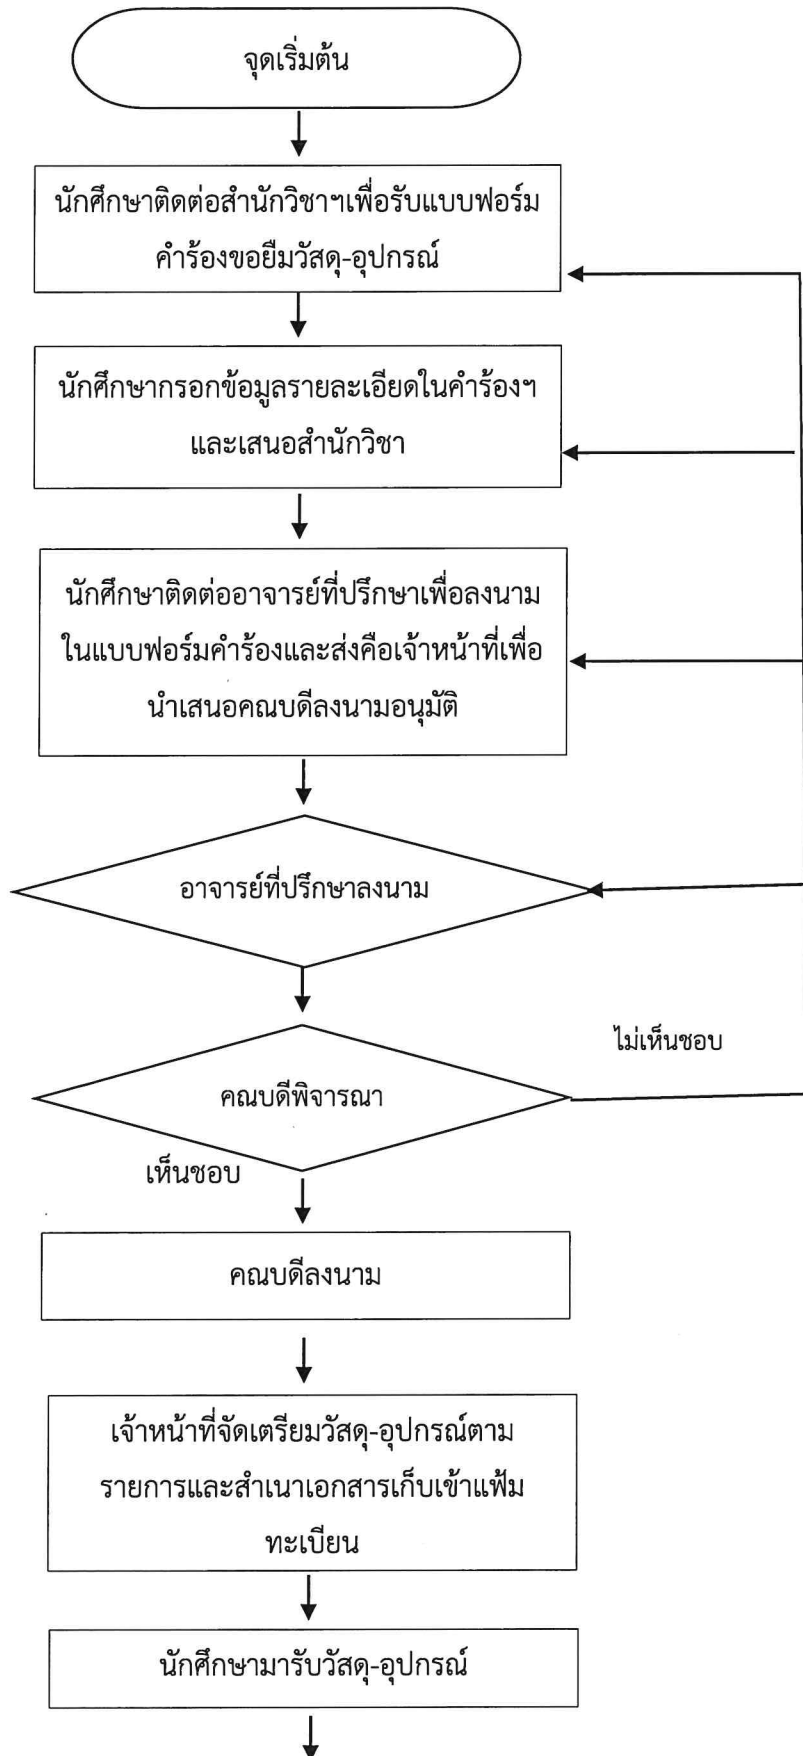 จุดเริ่มต้น
นักศึกษาติดต่อสำนักวิชาฯเพื่อรับแบบฟอร์ม
คำร้องขอยืมวัสดุ-อุปกรณ์
นักศึกษากรอกข้อมูลรายละเอียดในคำร้องฯ
และเสนอสำนักวิชา
นักศึกษาติดต่ออาจารย์ที่ปรึกษาเพื่อลงนาม
ในแบบฟอร์มคำร้องและส่งคือเจ้าหน้าที่เพื่อ
นำเสนอคณบดีลงนามอนุมัติ
อาจารย์ที่ปรึกษาลงนาม
ไม่เห็นชอบ
คณบดีพิจารณา
เห็นชอบ
คณบดีลงนาม
เจ้าหน้าที่จัดเตรียมวัสดุ-อุปกรณ์ตาม
รายการและสำเนาเอกสารเก็บเข้าแฟ้ม
ทะเบียน
นักศึกษามารับวัสดุ-อุปกรณ์